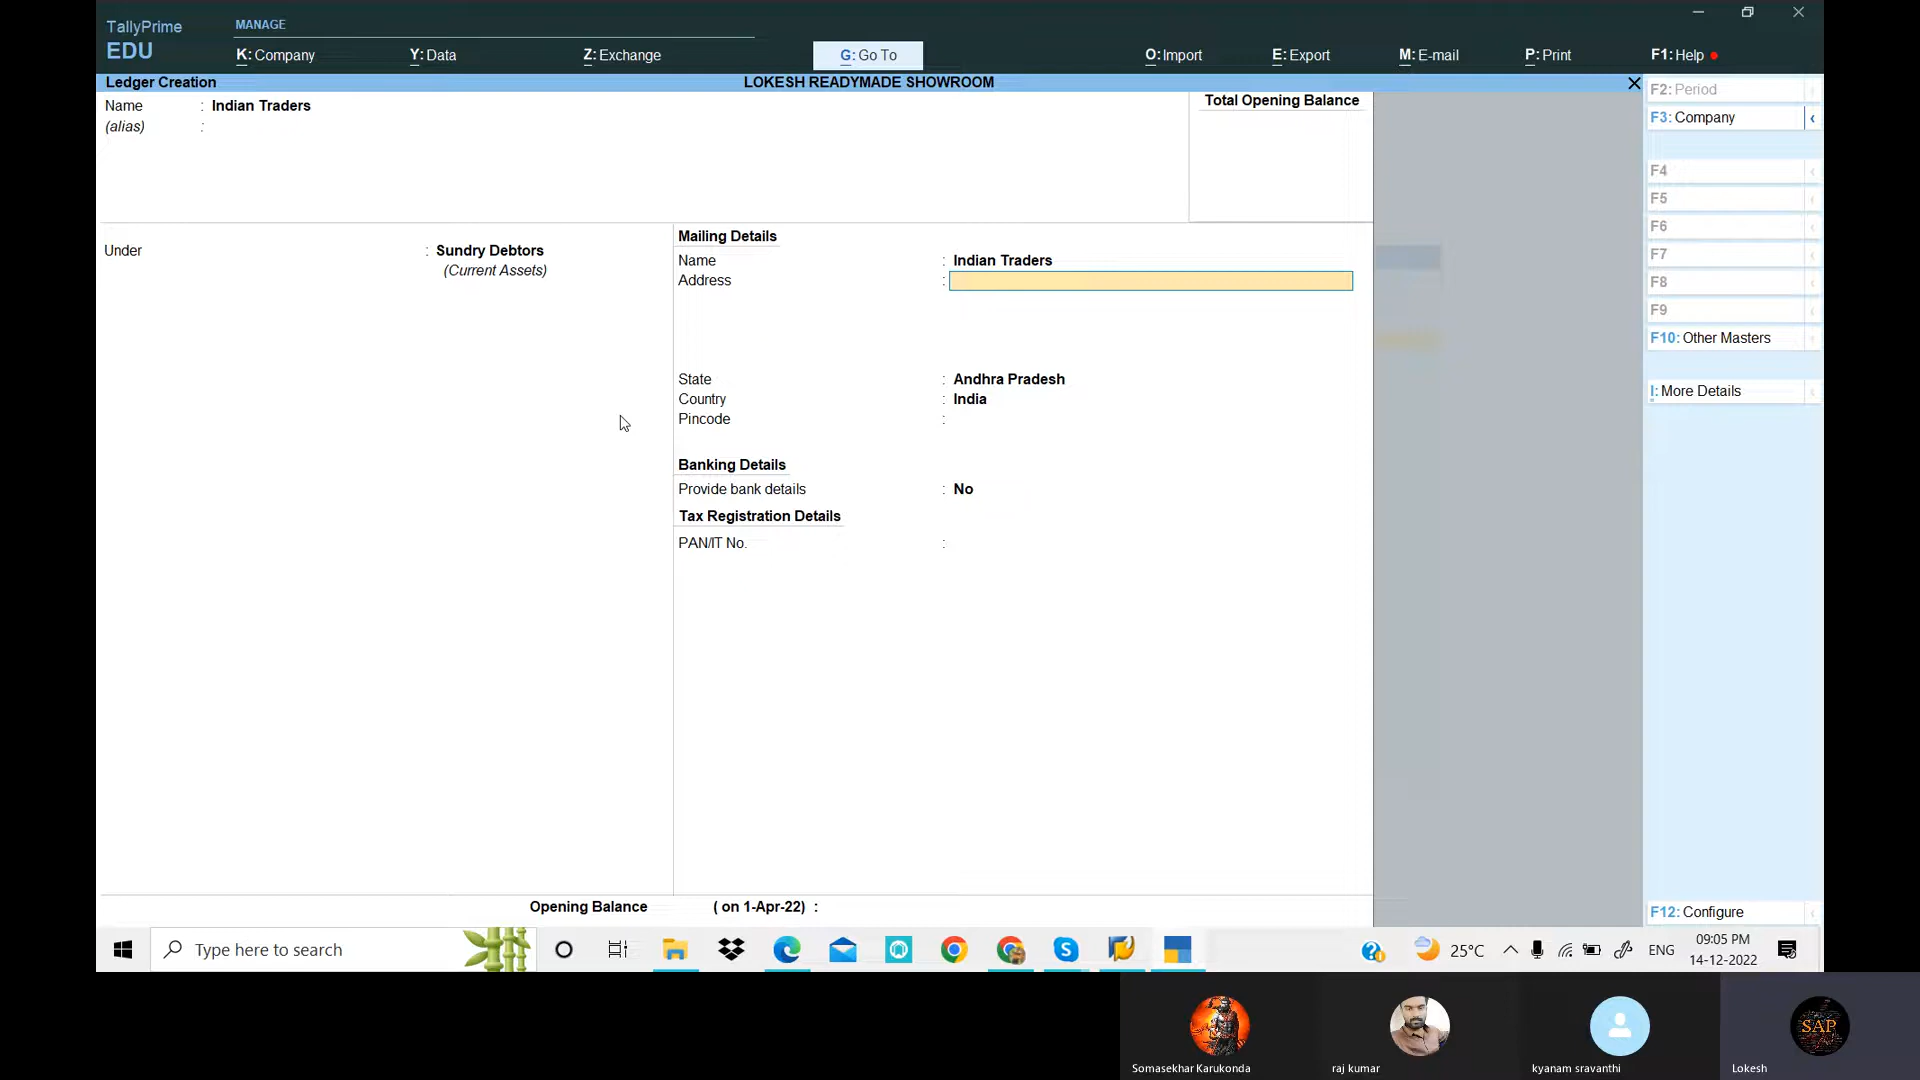 TallyPrime
EDU
MANAGE
K: Company
Y: Data
Z: Exchange
G: Go To
O: Import
E: Export
M: E-mail
P: Print
F1: Help
Ledger Creation
LOKESH READYMADE SHOWROOM
Name : Indian Traders
(alias) :
Total Opening Balance
Under : Sundry Debtors
(Current Assets)
Mailing Details
Name : Indian Traders
Address :
State : Andhra Pradesh
Country : India
Pincode :
Banking Details
Provide bank details : No
Tax Registration Details
PAN/IT No. :
Opening Balance ( on 1-Apr-22) :
F2: Period
F3: Company
F4
F5
F6
F7
F8
F9
F10: Other Masters
I: More Details
F12: Configure
Type here to search
25°C
ENG
09:05 PM
14-12-2022
SAP
Somasekhar Karukonda
raj kumar
kyanam sravanthi
Lokesh